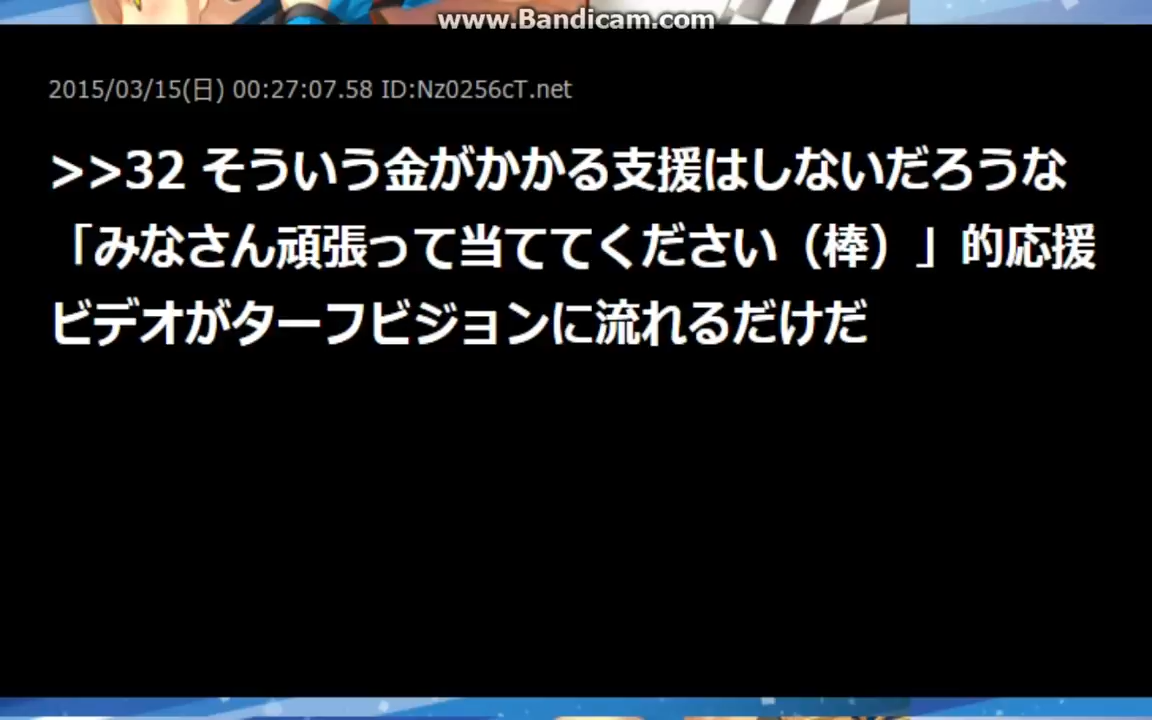 www.Bandicam.com
2015/03/15(日) 00:27:07.58 ID:Nz0256cT.net
>>32 そういう金がかかる支援はしないだろうな
「みなさん頑張って当ててください（棒）」的応援
ビデオがターフビジョンに流れるだけだ